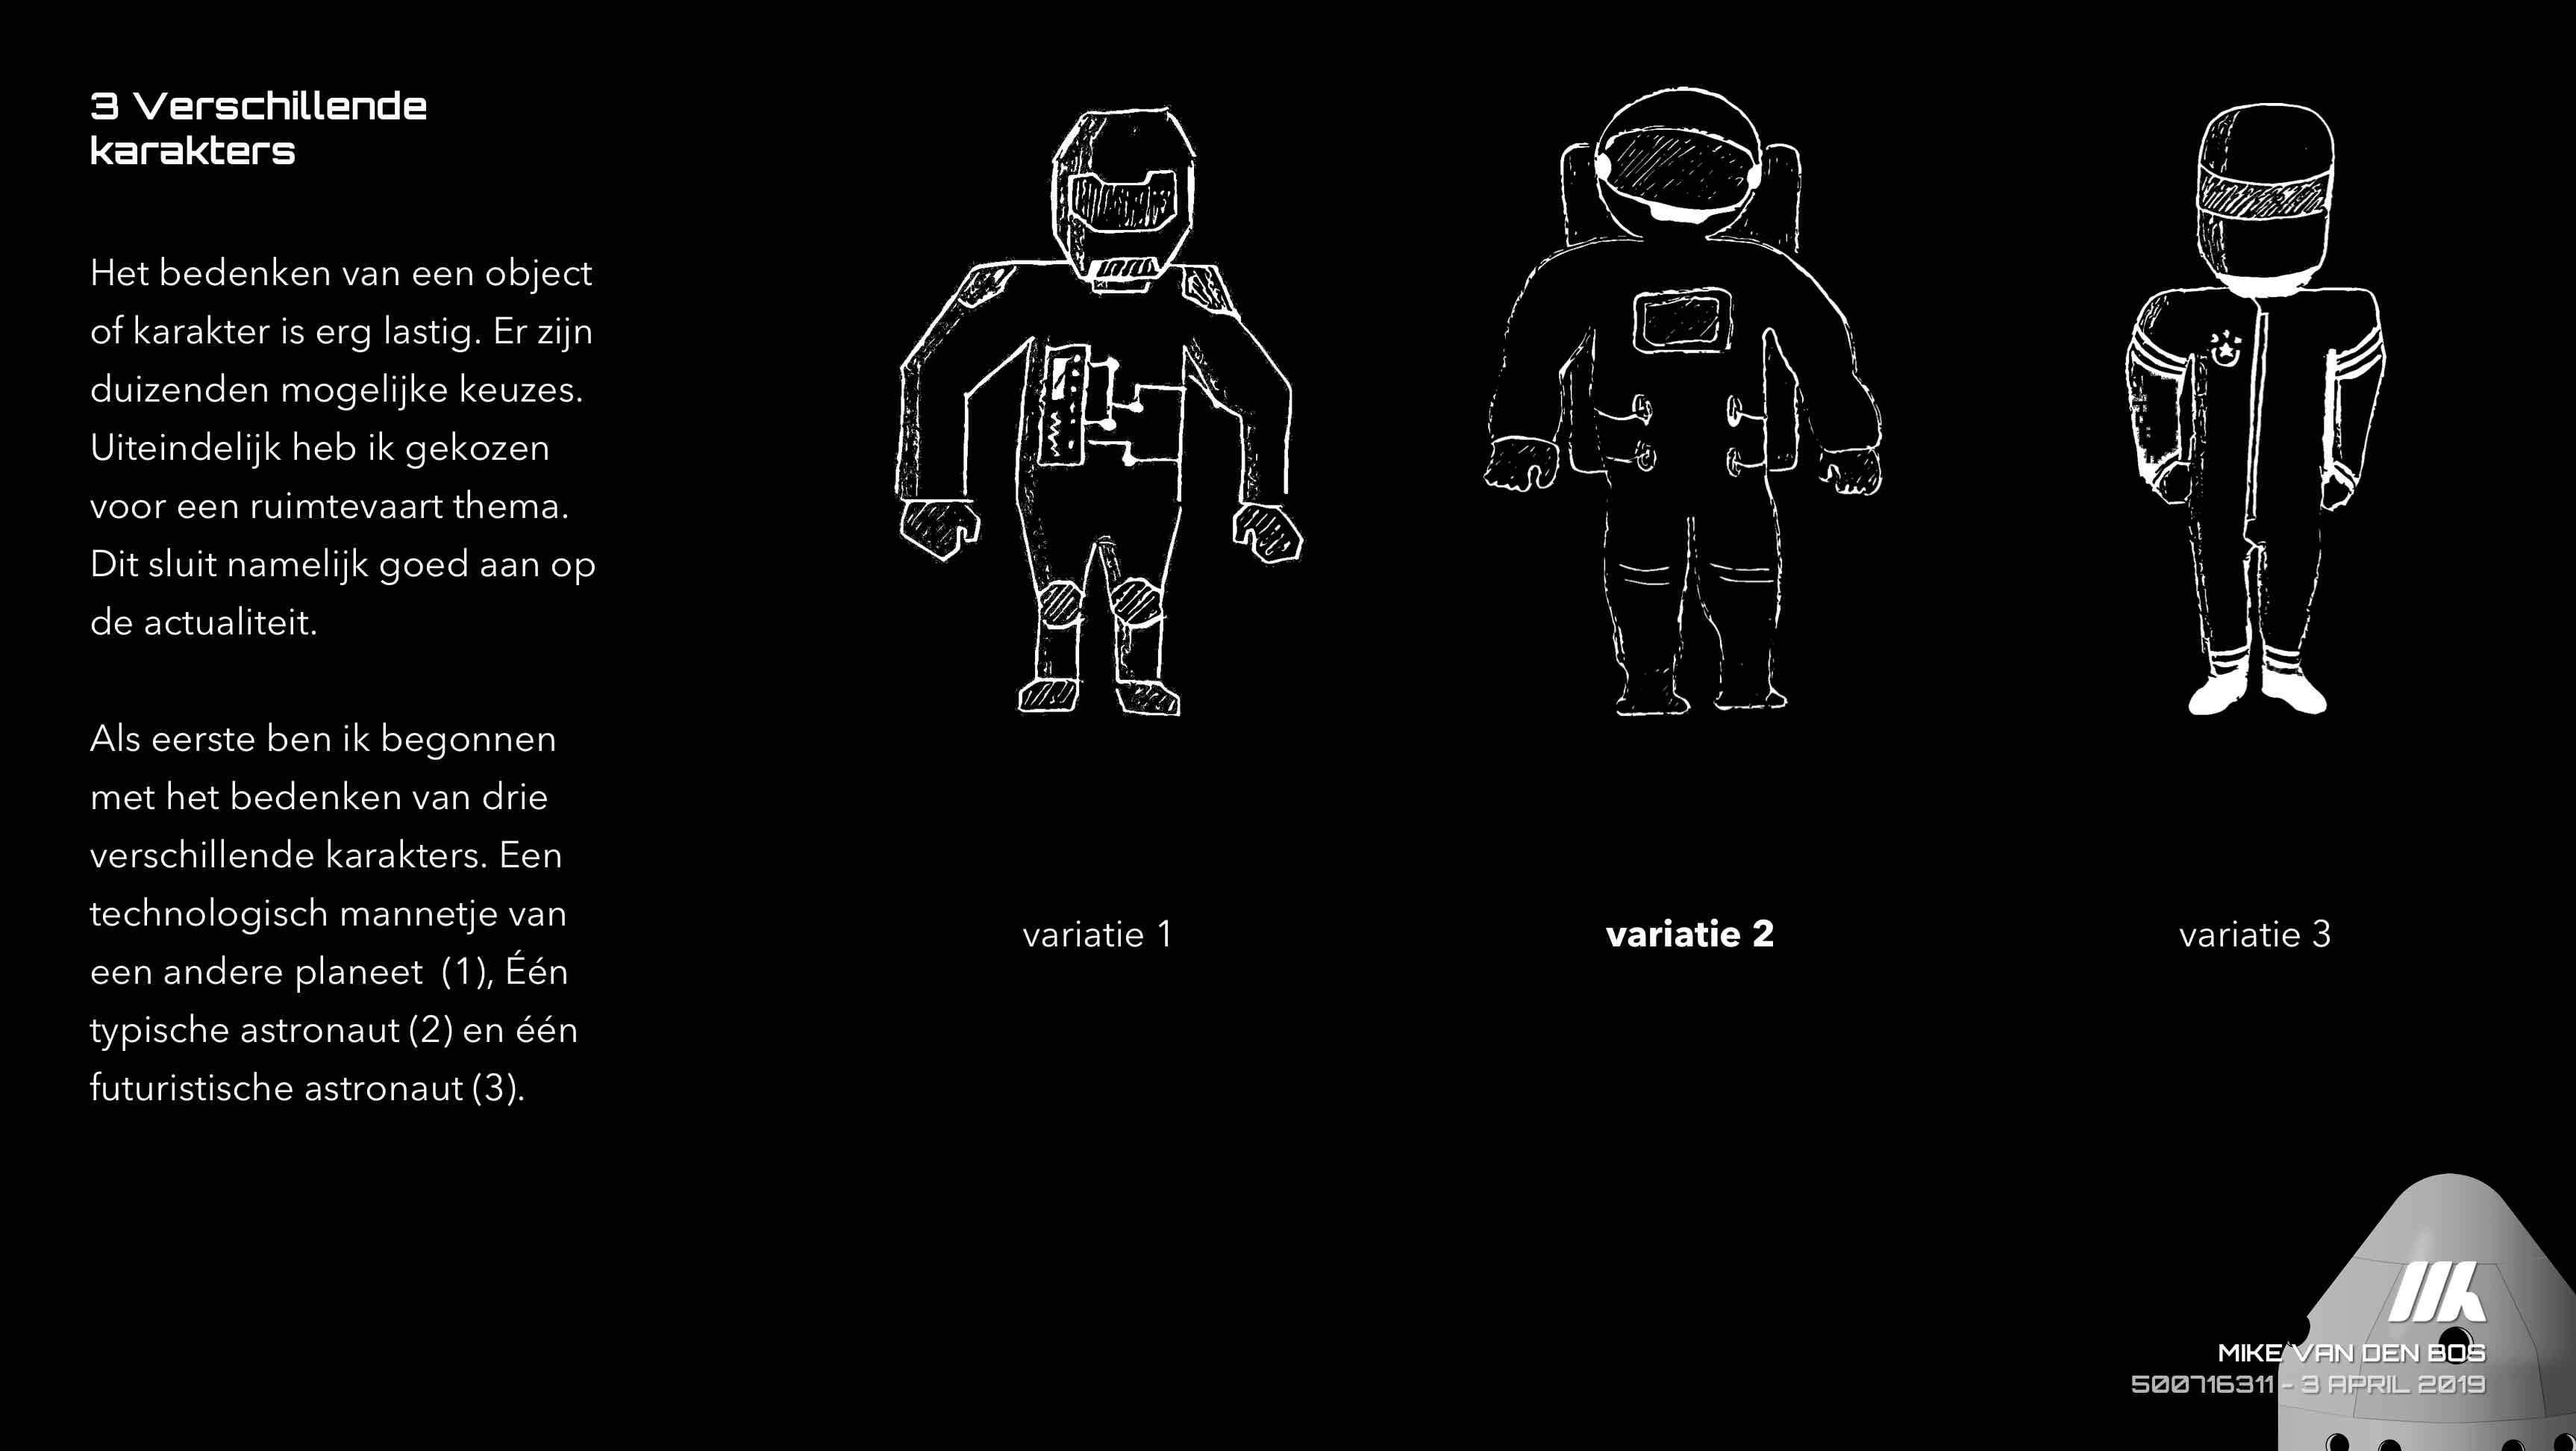 3 Verschillende
karakters
Het bedenken van een object
of karakter is erg lastig. Er zijn
duizenden mogelijke keuzes.
Uiteindelijk heb ik gekozen
voor een ruimtevaart thema.
Dit sluit namelijk goed aan op
de actualiteit.
Als eerste ben ik begonnen
met het bedenken van drie
verschillende karakters. Een
technologisch mannetje van
een andere planeet  (1), Één
typische astronaut (2) en één
futuristische astronaut (3).
variatie 1
variatie 2
variatie 3
MIKE VAN DEN BOS
500716311 - 3 APRIL 2019